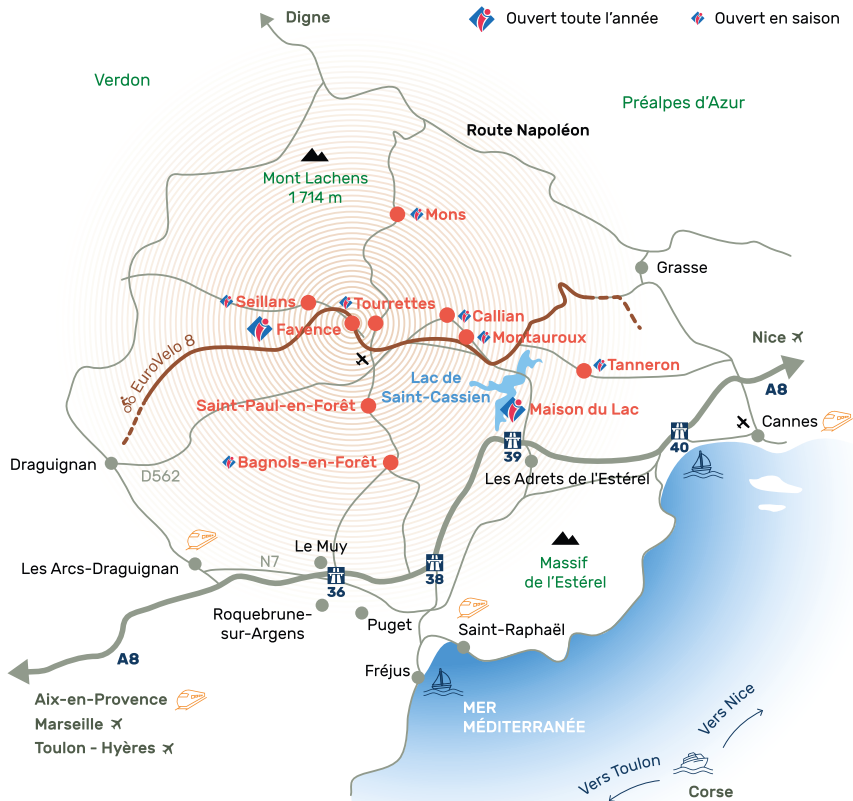 Digne
Ouvert toute l'année
Ouvert en saison
Verdon
Préalpes d'Azur
Route Napoléon
Mont Lachens
1 714 m
Mons
Grasse
Seillans
Tourrettes
Callian
Fayence
Montauroux
Nice
EuroVelo 8
Tanneron
Lac de
Saint-Cassien
A8
Saint-Paul-en-Forêt
Maison du Lac
Cannes
40
39
Draguignan
Bagnols-en-Forêt
D562
Les Adrets de l'Estérel
Le Muy
N7
Massif
de l'Estérel
Les Arcs-Draguignan
38
36
Roquebrune-
sur-Argens
Puget
Saint-Raphaël
A8
Fréjus
Aix-en-Provence
Marseille
Toulon - Hyères
MER
MÉDITERRANÉE
Vers Nice
Vers Toulon
Corse